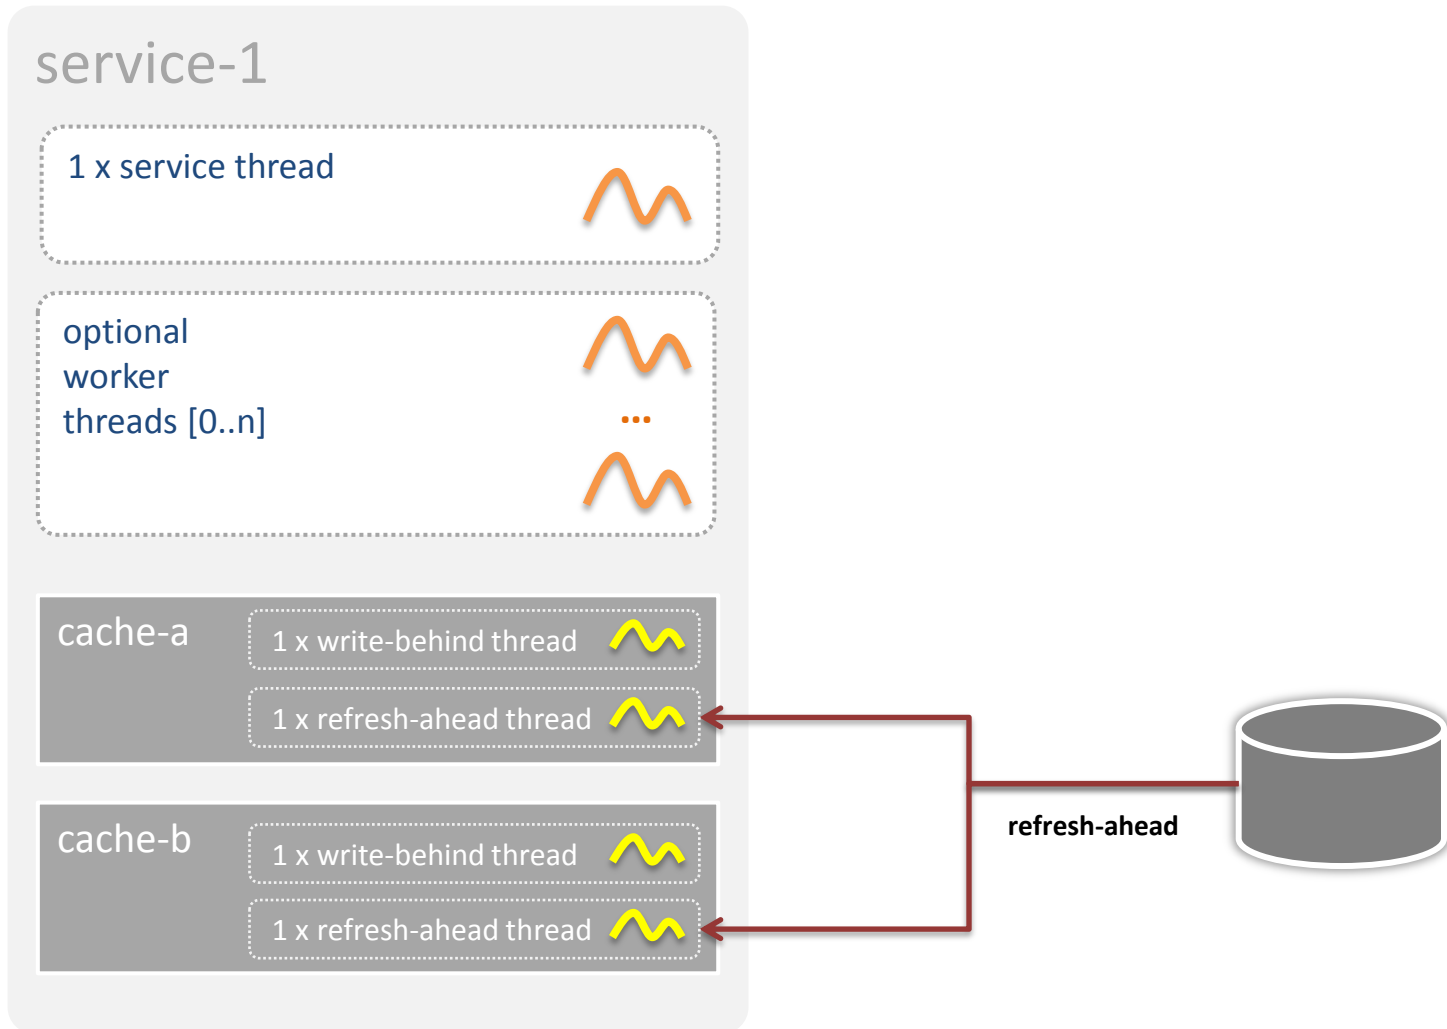 service-1
1 x service thread
optional
worker
threads [0..n]
...
cache-a
1 x write-behind thread
1 x refresh-ahead thread
cache-b
1 x write-behind thread
1 x refresh-ahead thread
refresh-ahead